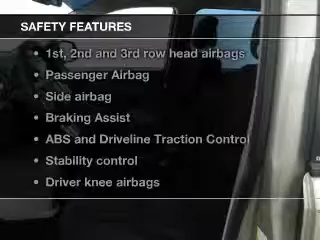 SAFETY FEATURES
• 1st, 2nd and 3rd row head airbags
• Passenger Airbag
• Side airbag
• Braking Assist
• ABS and Driveline Traction Control
• Stability control
• Driver knee airbags